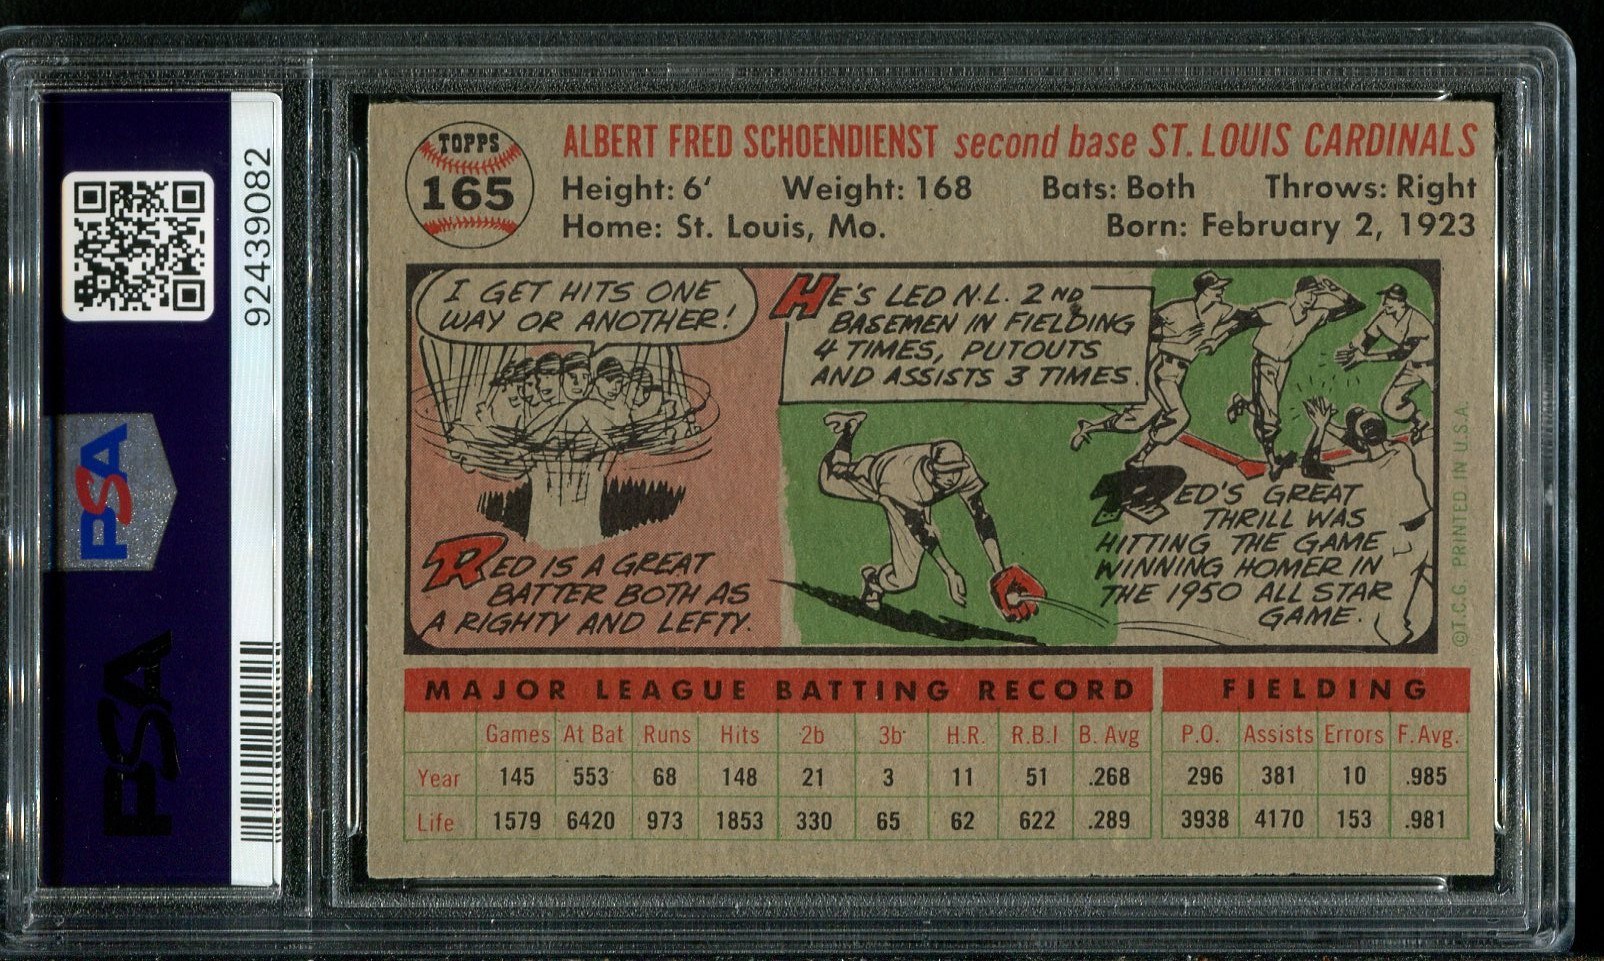 PSA
92439082
PSA
TOPPS
165
ALBERT FRED SCHOENDIENST second base ST. LOUIS CARDINALS
Height: 6' Weight: 168 Bats: Both Throws: Right
Home: St. Louis, Mo. Born: February 2, 1923
I GET HITS ONE
WAY OR ANOTHER!
RED IS A GREAT
BATTER BOTH AS
A RIGHTY AND LEFTY.
HE'S LED N.L. 2ND
BASEMEN IN FIELDING
4 TIMES, PUTOUTS
AND ASSISTS 3 TIMES.
RED'S GREAT
THRILL WAS
HITTING THE GAME
WINNING HOMER IN
THE 1950 ALL STAR
GAME.
©T.C.G. PRINTED IN U.S.A.
MAJOR LEAGUE BATTING RECORD FIELDING
Games At Bat Runs Hits 2b 3b H.R. R.B.I B. Avg P.O. Assists Errors F. Avg.
Year 145 553 68 148 21 3 11 51 .268 296 381 10 .985
Life 1579 6420 973 1853 330 65 62 622 .289 3938 4170 153 .981